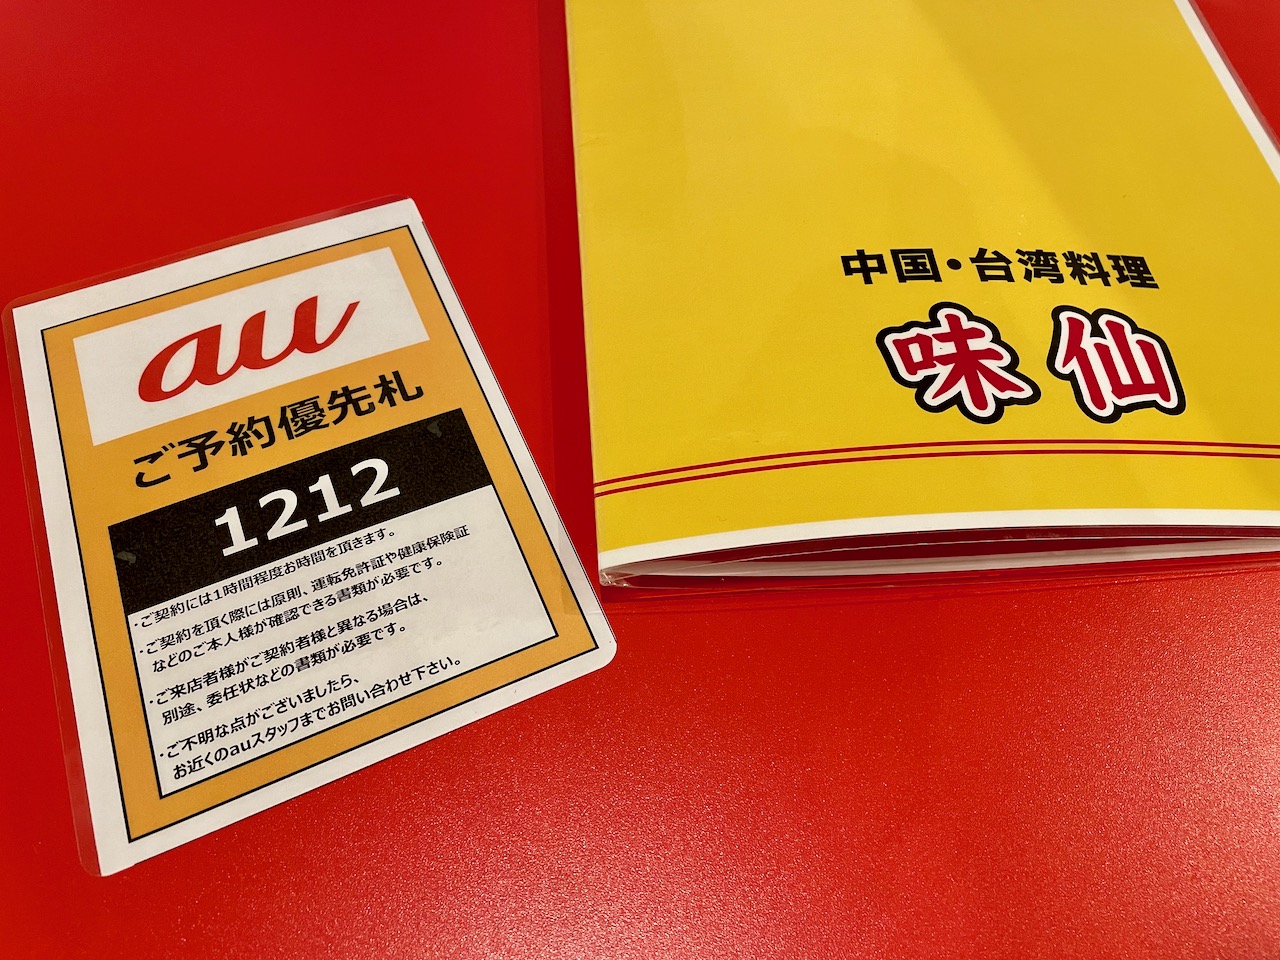 au
ご予約優先札
1212
・ご契約には1時間程度お時間を頂きます。
・ご契約を頂く際には原則、運転免許証や健康保険証
などのご本人様が確認できる書類が必要です。
・ご来店者様がご契約者様と異なる場合は、
別途、委任状などの書類が必要です。
・ご不明な点がございましたら、
お近くのauスタッフまでお問い合わせ下さい。
中国・台湾料理
味仙